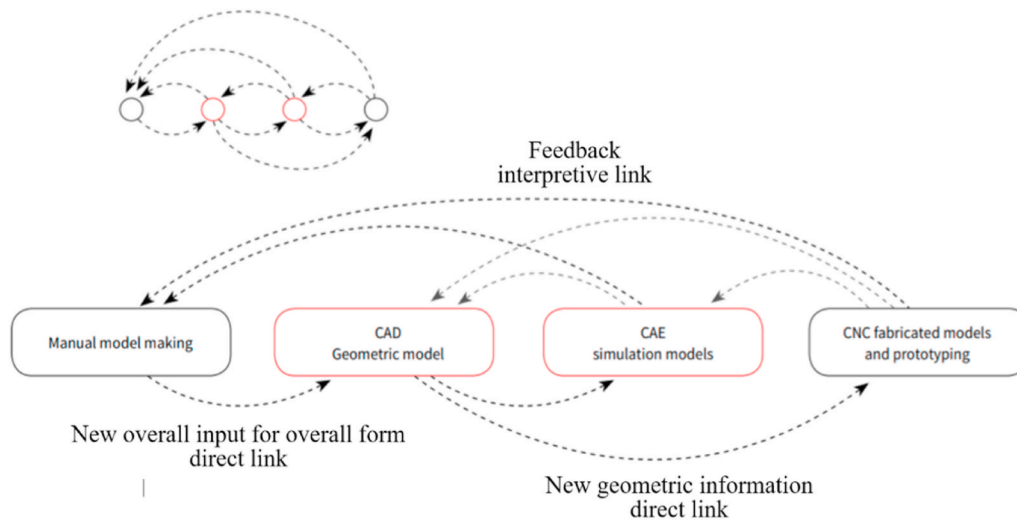 Feedback
interpretive link
Manual model making
CAD
Geometric model
CAE
simulation models
CNC fabricated models
and prototyping
New overall input for overall form
direct link
New geometric information
direct link